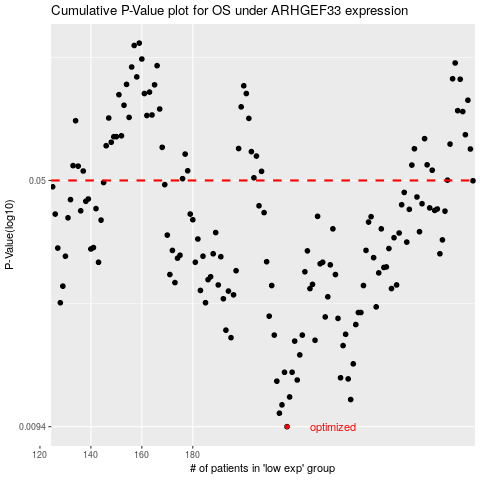 Cumulative P-Value plot for OS under ARHGEF33 expression
P-Value(log10)
0.05
0.0094
optimized
120 140 160 180
# of patients in 'low exp' group